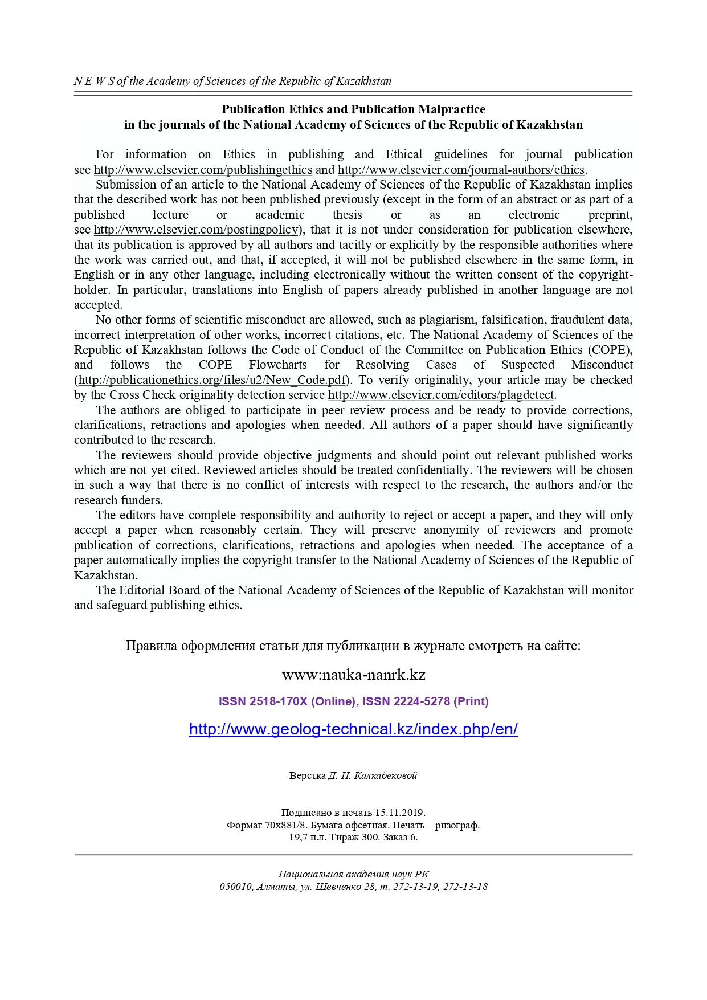 N E W S of the Academy of Sciences of the Republic of Kazakhstan
Publication Ethics and Publication Malpractice
in the journals of the National Academy of Sciences of the Republic of Kazakhstan
For information on Ethics in publishing and Ethical guidelines for journal publication
see http://www.elsevier.com/publishingethics and http://www.elsevier.com/journal-authors/ethics.
Submission of an article to the National Academy of Sciences of the Republic of Kazakhstan implies
that the described work has not been published previously (except in the form of an abstract or as part of a
published lecture or academic thesis or as an electronic preprint,
see http://www.elsevier.com/postingpolicy), that it is not under consideration for publication elsewhere,
that its publication is approved by all authors and tacitly or explicitly by the responsible authorities where
the work was carried out, and that, if accepted, it will not be published elsewhere in the same form, in
English or in any other language, including electronically without the written consent of the copyright-
holder. In particular, translations into English of papers already published in another language are not
accepted.
No other forms of scientific misconduct are allowed, such as plagiarism, falsification, fraudulent data,
incorrect interpretation of other works, incorrect citations, etc. The National Academy of Sciences of the
Republic of Kazakhstan follows the Code of Conduct of the Committee on Publication Ethics (COPE),
and follows the COPE Flowcharts for Resolving Cases of Suspected Misconduct
(http://publicationethics.org/files/u2/New_Code.pdf). To verify originality, your article may be checked
by the Cross Check originality detection service http://www.elsevier.com/editors/plagdetect.
The authors are obliged to participate in peer review process and be ready to provide corrections,
clarifications, retractions and apologies when needed. All authors of a paper should have significantly
contributed to the research.
The reviewers should provide objective judgments and should point out relevant published works
which are not yet cited. Reviewed articles should be treated confidentially. The reviewers will be chosen
in such a way that there is no conflict of interests with respect to the research, the authors and/or the
research funders.
The editors have complete responsibility and authority to reject or accept a paper, and they will only
accept a paper when reasonably certain. They will preserve anonymity of reviewers and promote
publication of corrections, clarifications, retractions and apologies when needed. The acceptance of a
paper automatically implies the copyright transfer to the National Academy of Sciences of the Republic of
Kazakhstan.
The Editorial Board of the National Academy of Sciences of the Republic of Kazakhstan will monitor
and safeguard publishing ethics.
Правила оформления статьи для публикации в журнале смотреть на сайте:
www:nauka-nanrk.kz
ISSN 2518-170X (Online), ISSN 2224-5278 (Print)
http://www.geolog-technical.kz/index.php/en/
Верстка Д. Н. Калкабековой
Подписано в печать 15.11.2019.
Формат 70х881/8. Бумага офсетная. Печать – ризограф.
19,7 п.л. Тираж 300. Заказ 6.
Национальная академия наук РК
050010, Алматы, ул. Шевченко 28, т. 272-13-19, 272-13-18